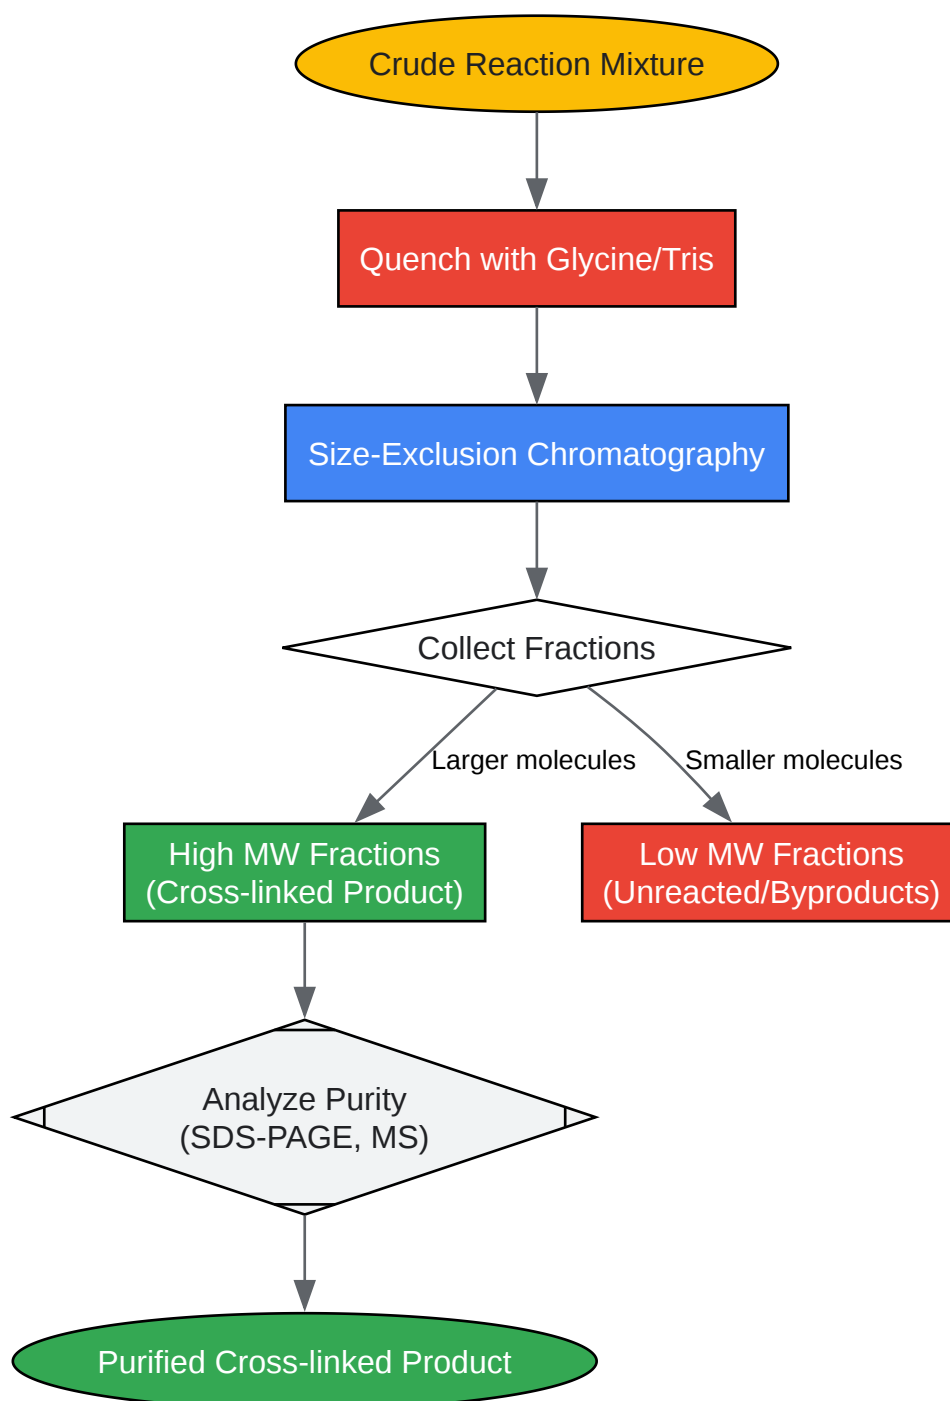 Crude Reaction Mixture
Quench with Glycine/Tris
Size-Exclusion Chromatography
Collect Fractions
Larger molecules
Smaller molecules
High MW Fractions
(Cross-linked Product)
Low MW Fractions
(Unreacted/Byproducts)
Analyze Purity
(SDS-PAGE, MS)
Purified Cross-linked Product